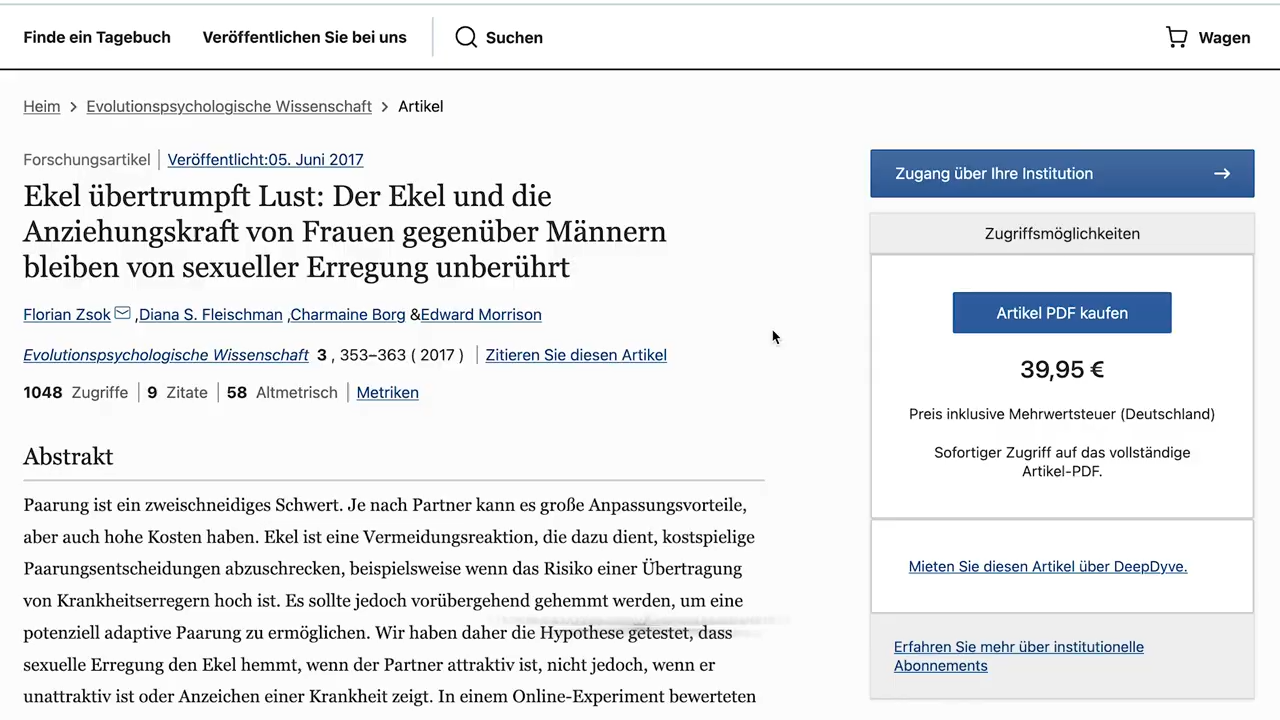 Finde ein Tagebuch
Veröffentlichen Sie bei uns
Suchen
Wagen
Heim > Evolutionspsychologische Wissenschaft > Artikel
Forschungsartikel | Veröffentlicht:05. Juni 2017
Ekel übertrumpft Lust: Der Ekel und die
Anziehungskraft von Frauen gegenüber Männern
bleiben von sexueller Erregung unberührt
Florian Zsok ,Diana S. Fleischman ,Charmaine Borg &Edward Morrison
Evolutionspsychologische Wissenschaft 3 , 353–363 ( 2017 ) | Zitieren Sie diesen Artikel
1048 Zugriffe | 9 Zitate | 58 Altmetrisch | Metriken
Abstrakt
Paarung ist ein zweischneidiges Schwert. Je nach Partner kann es große Anpassungsvorteile,
aber auch hohe Kosten haben. Ekel ist eine Vermeidungsreaktion, die dazu dient, kostspielige
Paarungsentscheidungen abzuschrecken, beispielsweise wenn das Risiko einer Übertragung
von Krankheitserregern hoch ist. Es sollte jedoch vorübergehend gehemmt werden, um eine
potenziell adaptive Paarung zu ermöglichen. Wir haben daher die Hypothese getestet, dass
sexuelle Erregung den Ekel hemmt, wenn der Partner attraktiv ist, nicht jedoch, wenn er
unattraktiv ist oder Anzeichen einer Krankheit zeigt. In einem Online-Experiment bewerteten
Zugang über Ihre Institution →
Zugriffsmöglichkeiten
Artikel PDF kaufen
39,95 €
Preis inklusive Mehrwertsteuer (Deutschland)
Sofortiger Zugriff auf das vollständige
Artikel-PDF.
Mieten Sie diesen Artikel über DeepDyve.
Erfahren Sie mehr über institutionelle
Abonnements